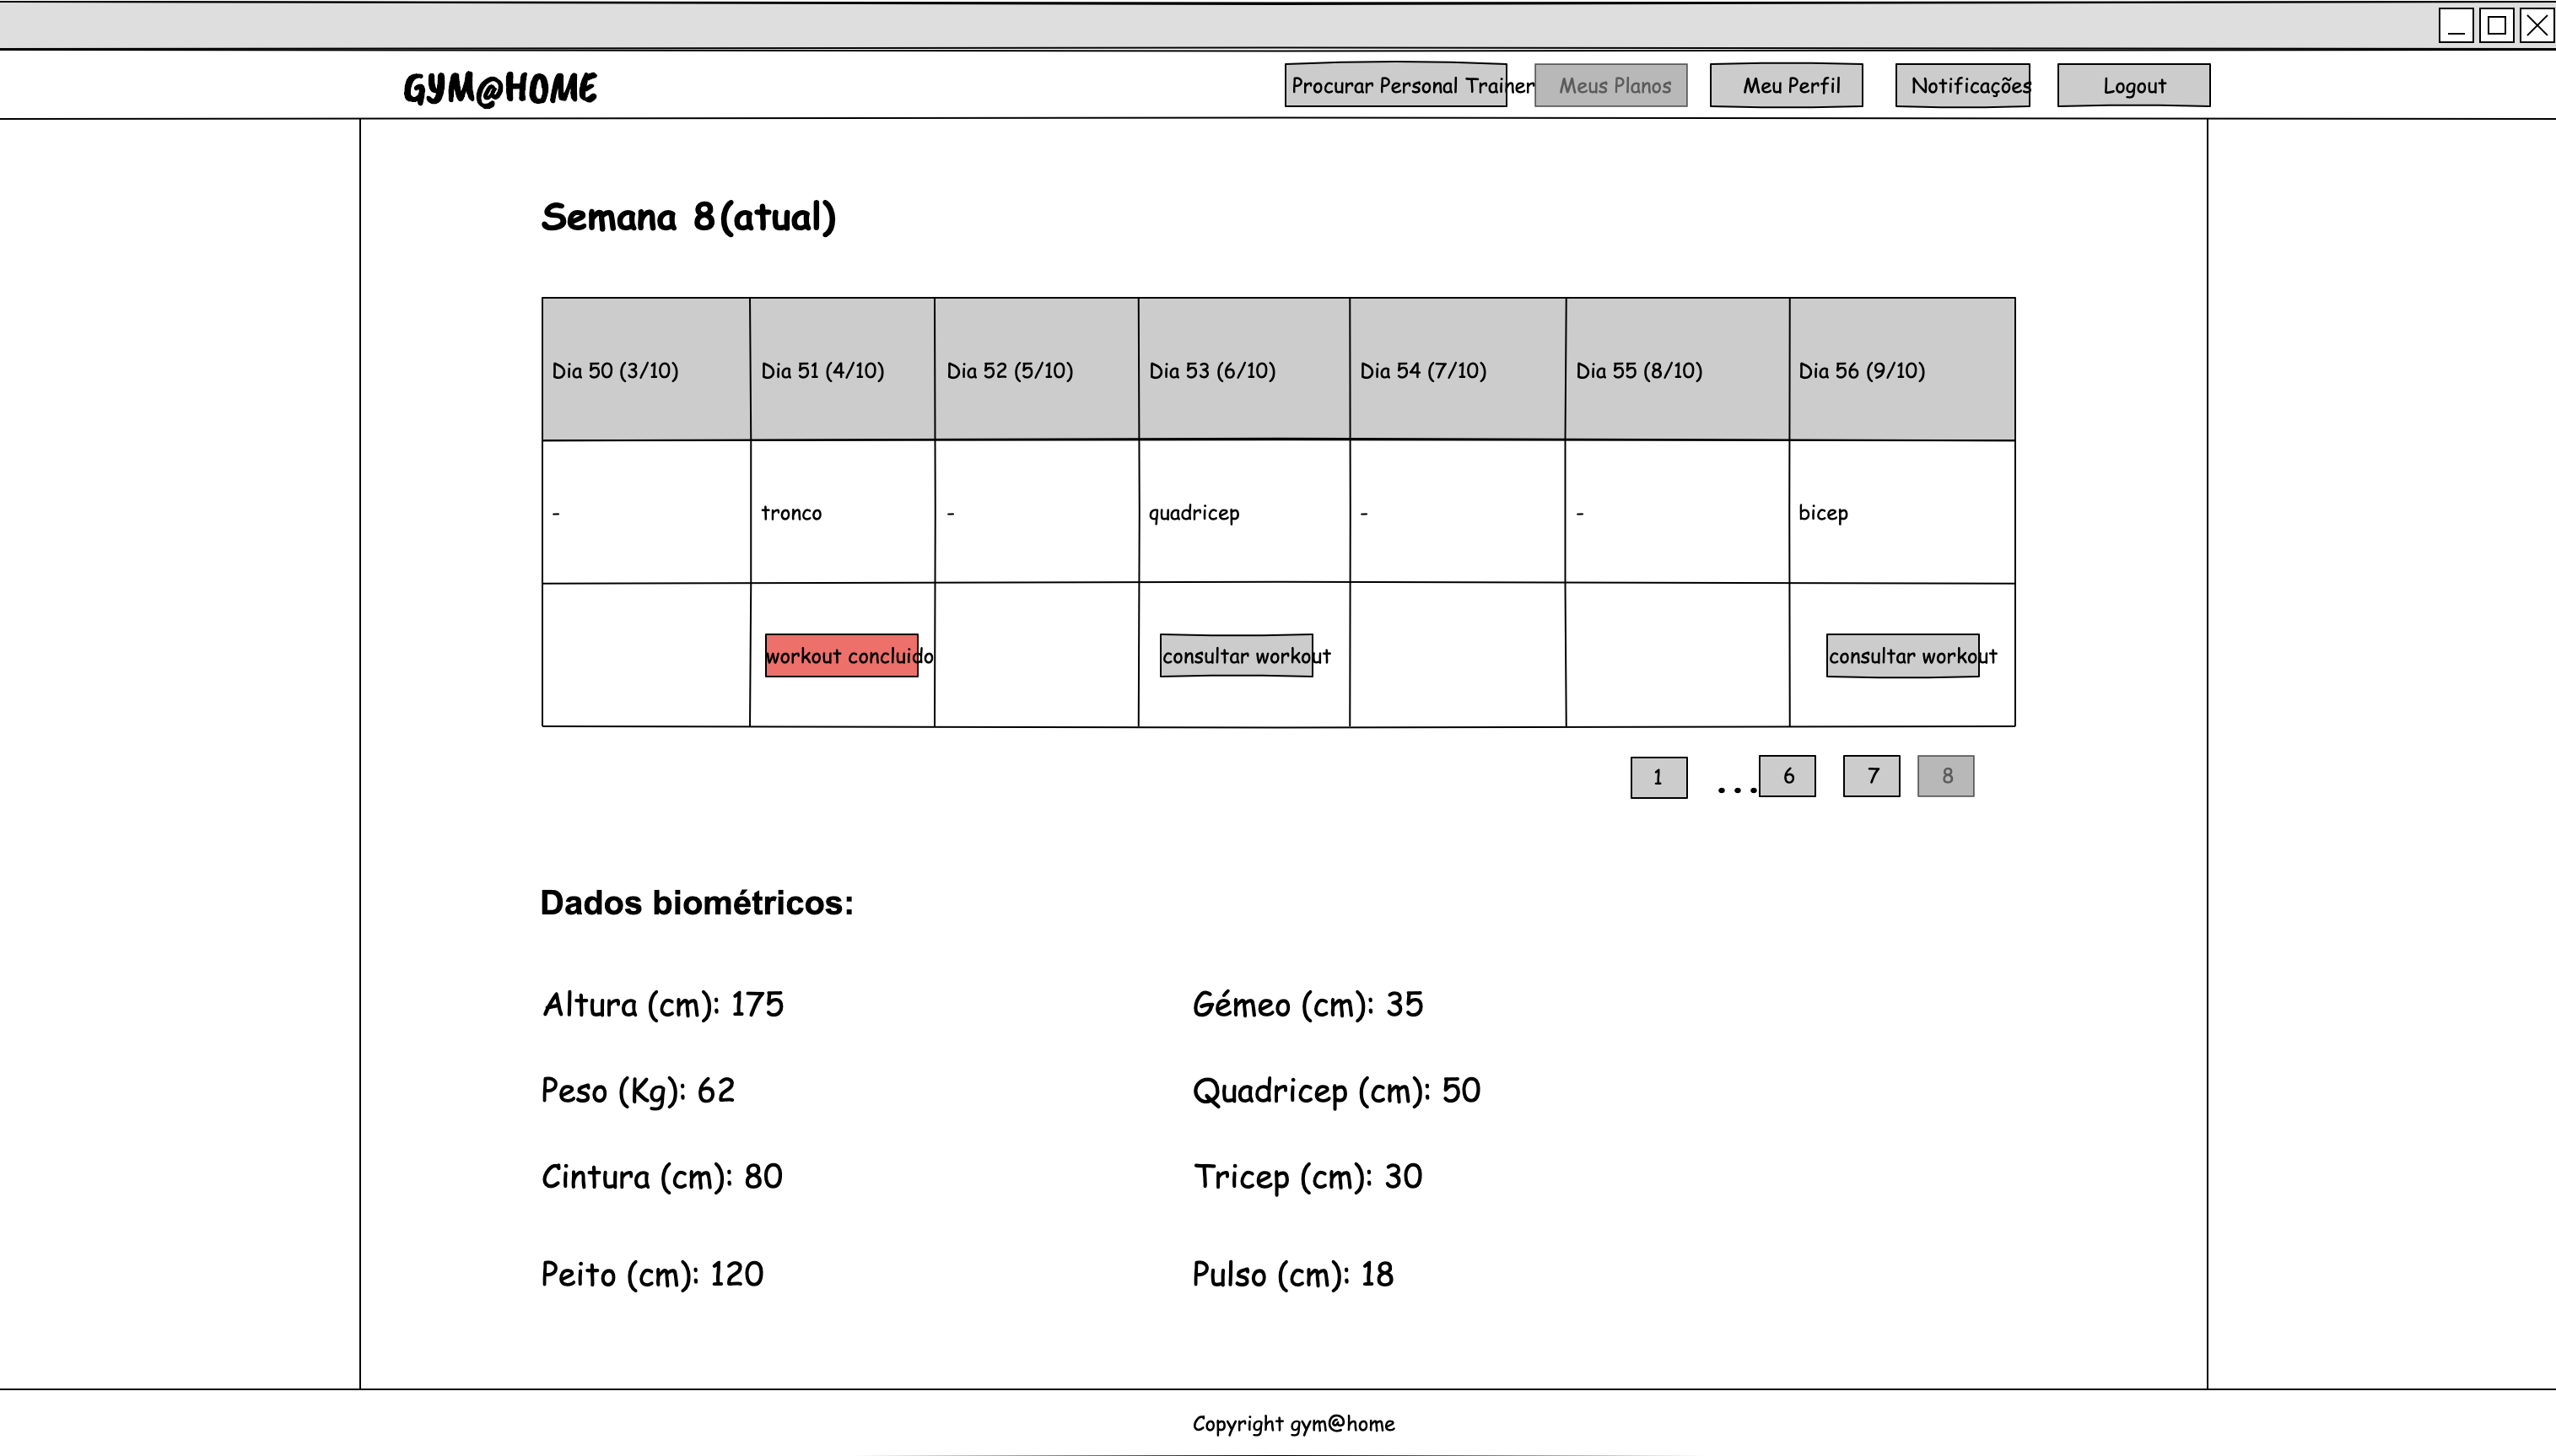 GYM@HOME
Procurar Personal Trainer Meus Planos Meu Perfil Notificações Logout
Semana 8(atual)
Dia 50 (3/10) Dia 51 (4/10) Dia 52 (5/10) Dia 53 (6/10) Dia 54 (7/10) Dia 55 (8/10) Dia 56 (9/10)
- tronco - quadricep - - bicep
workout concluido consultar workout consultar workout
1 ... 6 7 8
Dados biométricos:
Altura (cm): 175 Gémeo (cm): 35
Peso (Kg): 62 Quadricep (cm): 50
Cintura (cm): 80 Tricep (cm): 30
Peito (cm): 120 Pulso (cm): 18
Copyright gym@home